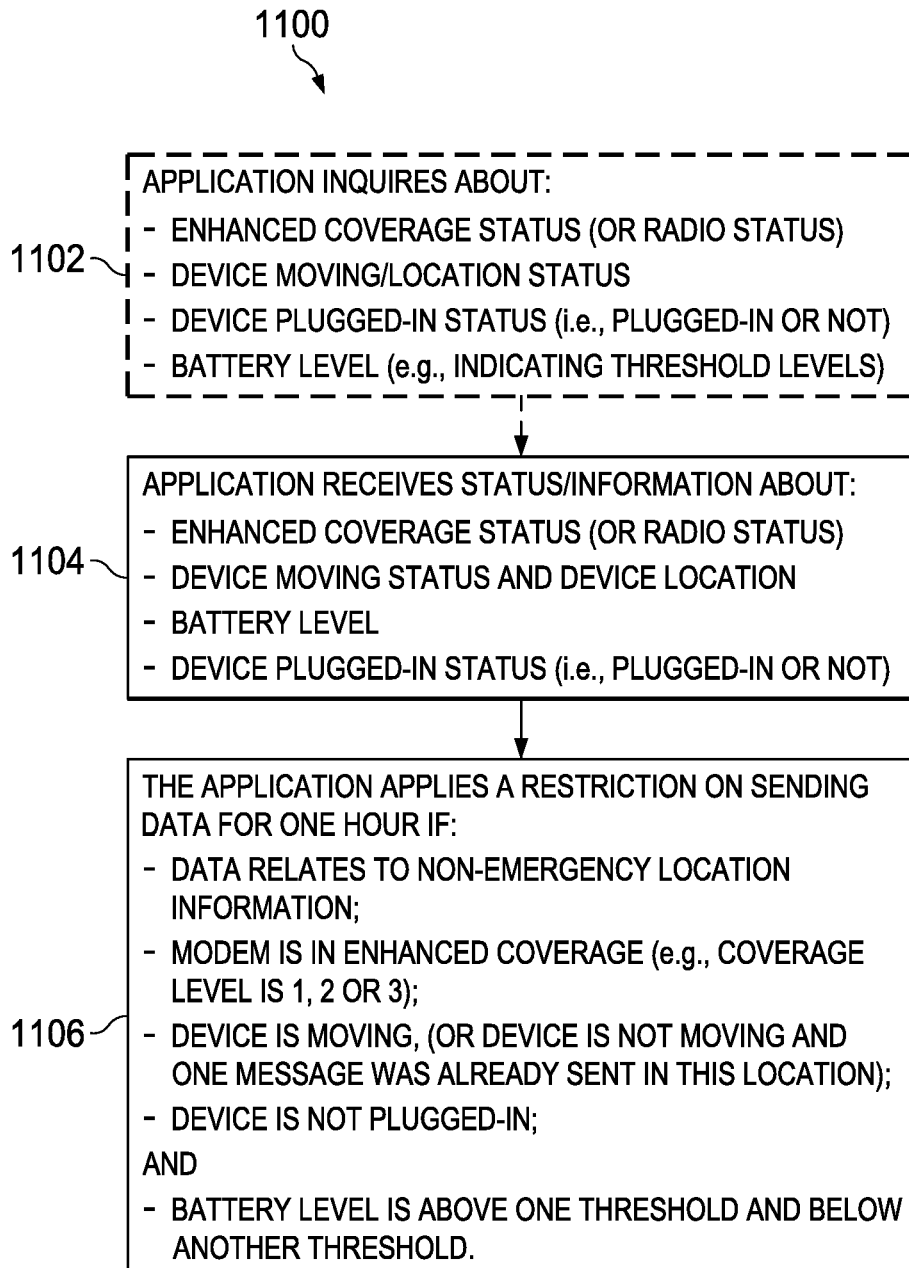 1100
1102
APPLICATION INQUIRES ABOUT:
- ENHANCED COVERAGE STATUS (OR RADIO STATUS)
- DEVICE MOVING/LOCATION STATUS
- DEVICE PLUGGED-IN STATUS (i.e., PLUGGED-IN OR NOT)
- BATTERY LEVEL (e.g., INDICATING THRESHOLD LEVELS)
1104
APPLICATION RECEIVES STATUS/INFORMATION ABOUT:
- ENHANCED COVERAGE STATUS (OR RADIO STATUS)
- DEVICE MOVING STATUS AND DEVICE LOCATION
- BATTERY LEVEL
- DEVICE PLUGGED-IN STATUS (i.e., PLUGGED-IN OR NOT)
1106
THE APPLICATION APPLIES A RESTRICTION ON SENDING
DATA FOR ONE HOUR IF:
- DATA RELATES TO NON-EMERGENCY LOCATION
INFORMATION;
- MODEM IS IN ENHANCED COVERAGE (e.g., COVERAGE
LEVEL IS 1, 2 OR 3);
- DEVICE IS MOVING, (OR DEVICE IS NOT MOVING AND
ONE MESSAGE WAS ALREADY SENT IN THIS LOCATION);
- DEVICE IS NOT PLUGGED-IN;
AND
- BATTERY LEVEL IS ABOVE ONE THRESHOLD AND BELOW
ANOTHER THRESHOLD.